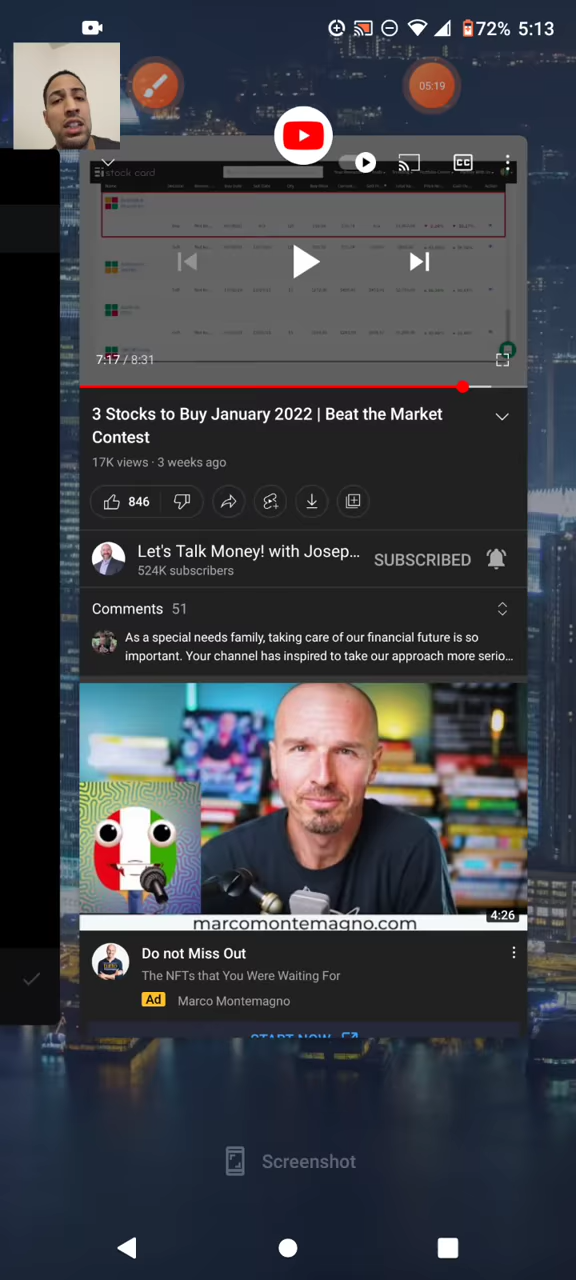 72% 5:13
05:19
stock card
7:17 / 8:31
3 Stocks to Buy January 2022 | Beat the Market
Contest
17K views · 3 weeks ago
846
Let's Talk Money! with Josep...
SUBSCRIBED
524K subscribers
Comments 51
As a special needs family, taking care of our financial future is so
important. Your channel has inspired to take our approach more serio...
marcomontemagno.com
4:26
Do not Miss Out
The NFTs that You Were Waiting For
Ad Marco Montemagno
START NOW
Screenshot